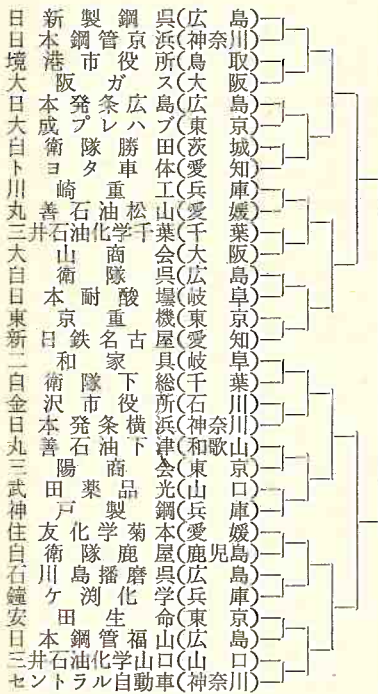 日新製鋼呉(広島)
日本鋼管京浜(神奈川)
境港市役所(鳥取)
大阪ガス(大阪)
日本発条広島(広島)
大成プレハブ(東京)
自衛隊勝田(茨城)
トヨタ車体(愛知)
川崎重工(兵庫)
丸善石油松山(愛媛)
三井石油化学千葉(千葉)
大山商会(大阪)
自衛隊呉(広島)
日本耐酸壜(岐阜)
東京重機(東京)
新日鉄名古屋(愛知)
二和家具(岐阜)
自衛隊下総(千葉)
金沢市役所(石川)
日本発条横浜(神奈川)
丸善石油下津(和歌山)
三陽商会(東京)
武田薬品光(山口)
神戸製鋼(兵庫)
住友化学菊本(愛媛)
自衛隊鹿屋(鹿児島)
石川島播磨呉(広島)
鐘ケ淵化学(兵庫)
安田生命(東京)
日本鋼管福山(広島)
三井石油化学山口(山口)
セントラル自動車(神奈川)